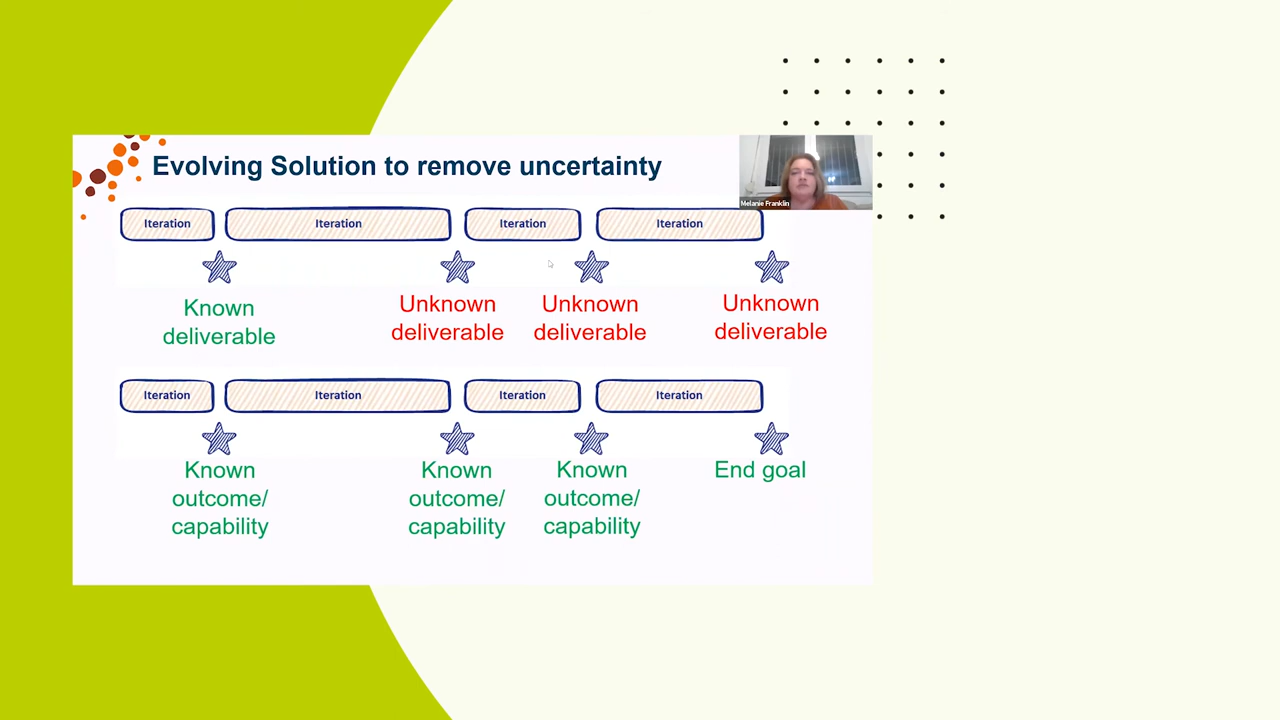 Evolving Solution to remove uncertainty
Melanie Franklin
Iteration Iteration Iteration Iteration
Known Unknown Unknown Unknown
deliverable deliverable deliverable deliverable
Iteration Iteration Iteration Iteration
Known Known Known End goal
outcome/ outcome/ outcome/
capability capability capability